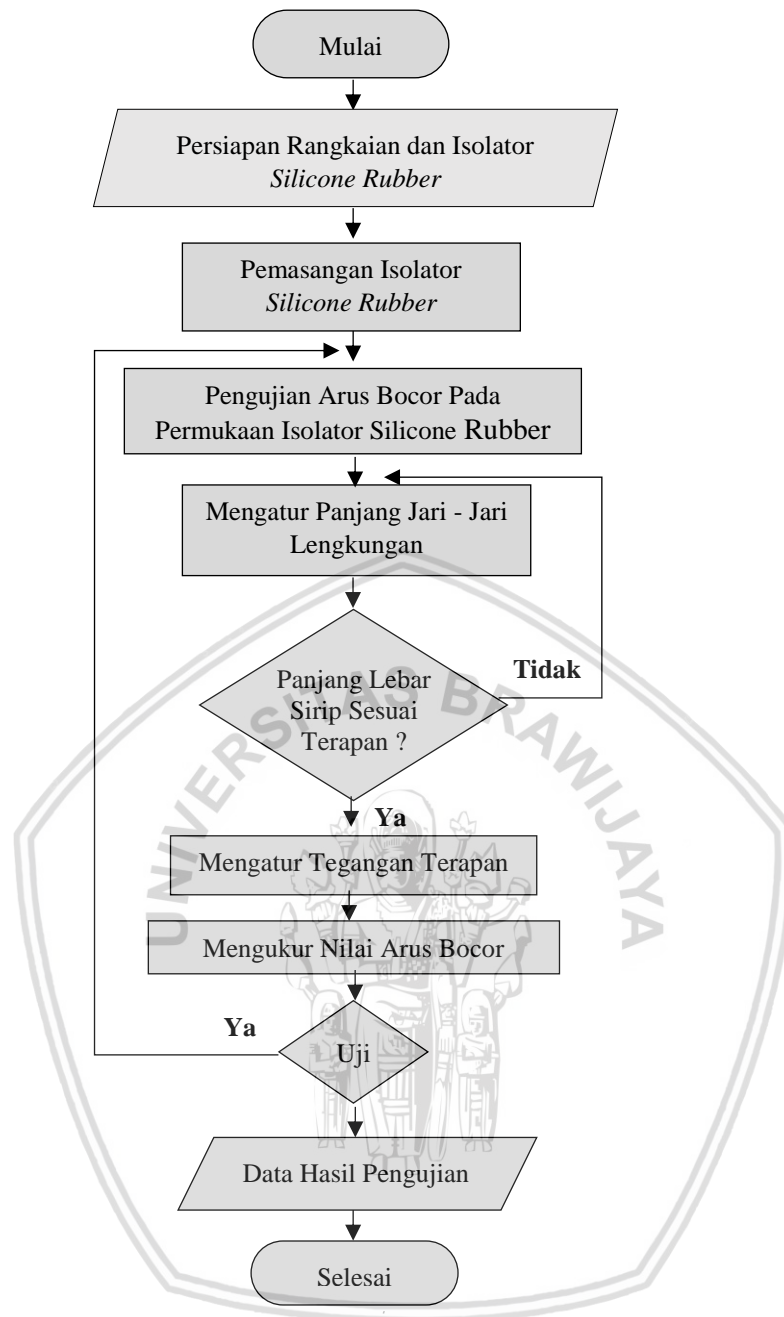 Mulai
Persiapan Rangkaian dan Isolator
Silicone Rubber
Pemasangan Isolator
Silicone Rubber
Pengujian Arus Bocor Pada
Permukaan Isolator Silicone Rubber
Mengatur Panjang Jari - Jari
Lengkungan
Panjang Lebar
Sirip Sesuai
Terapan ?
Tidak
Ya
Mengatur Tegangan Terapan
Mengukur Nilai Arus Bocor
Ya
Uji
Data Hasil Pengujian
Selesai
UNIVERSITAS BRAWIJAYA